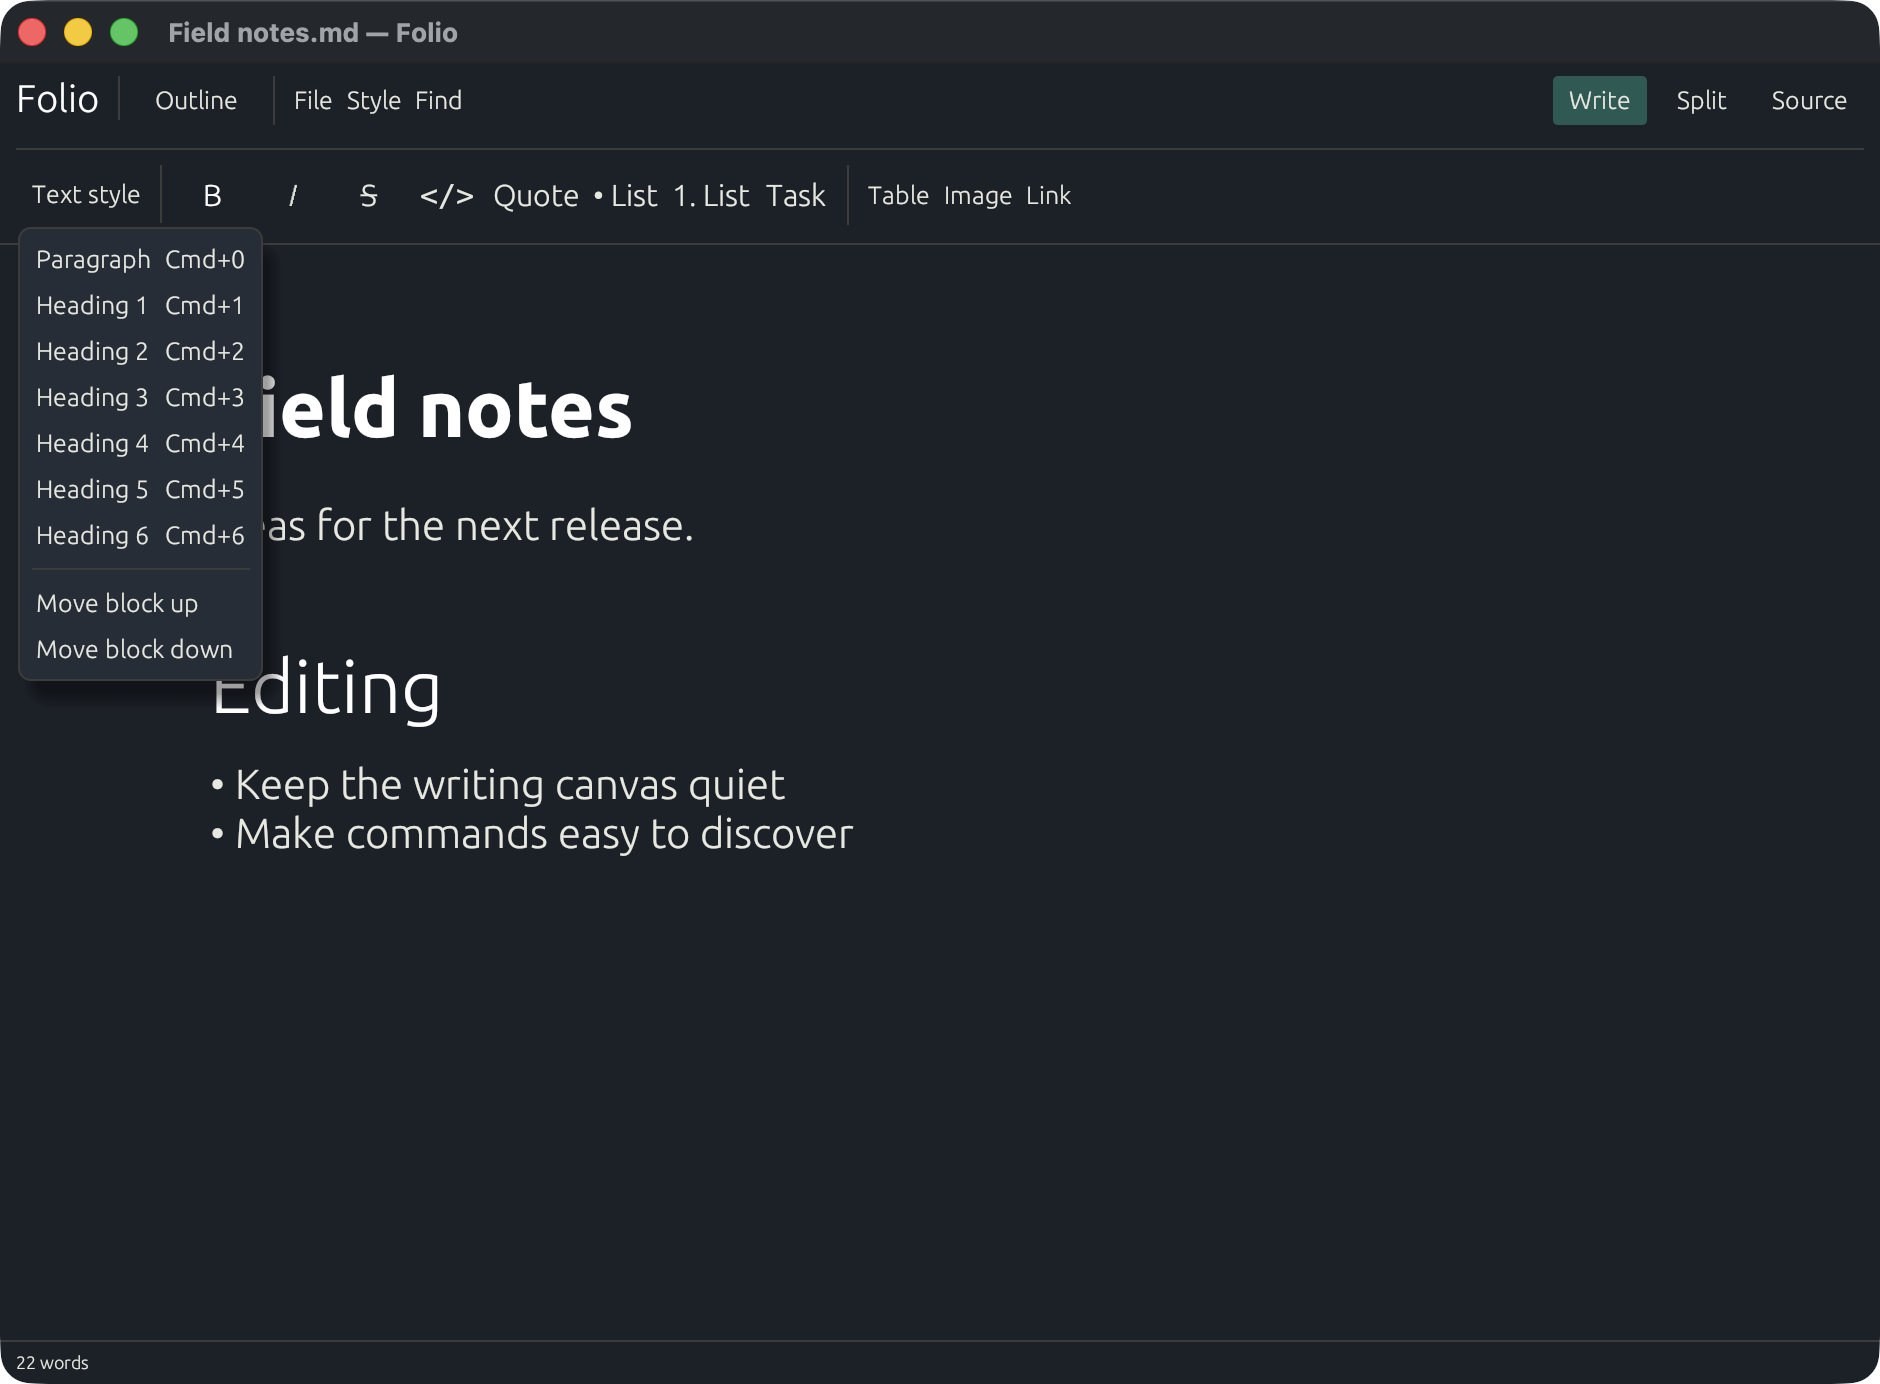 Field notes.md — Folio
Folio Outline File Style Find Write Split Source
Text style B I S </> Quote • List 1. List Task Table Image Link
Paragraph Cmd+0
Heading 1 Cmd+1
Heading 2 Cmd+2
Heading 3 Cmd+3
Heading 4 Cmd+4
Heading 5 Cmd+5
Heading 6 Cmd+6
Move block up
Move block down
ield notes
eas for the next release.
Editing
• Keep the writing canvas quiet
• Make commands easy to discover
22 words